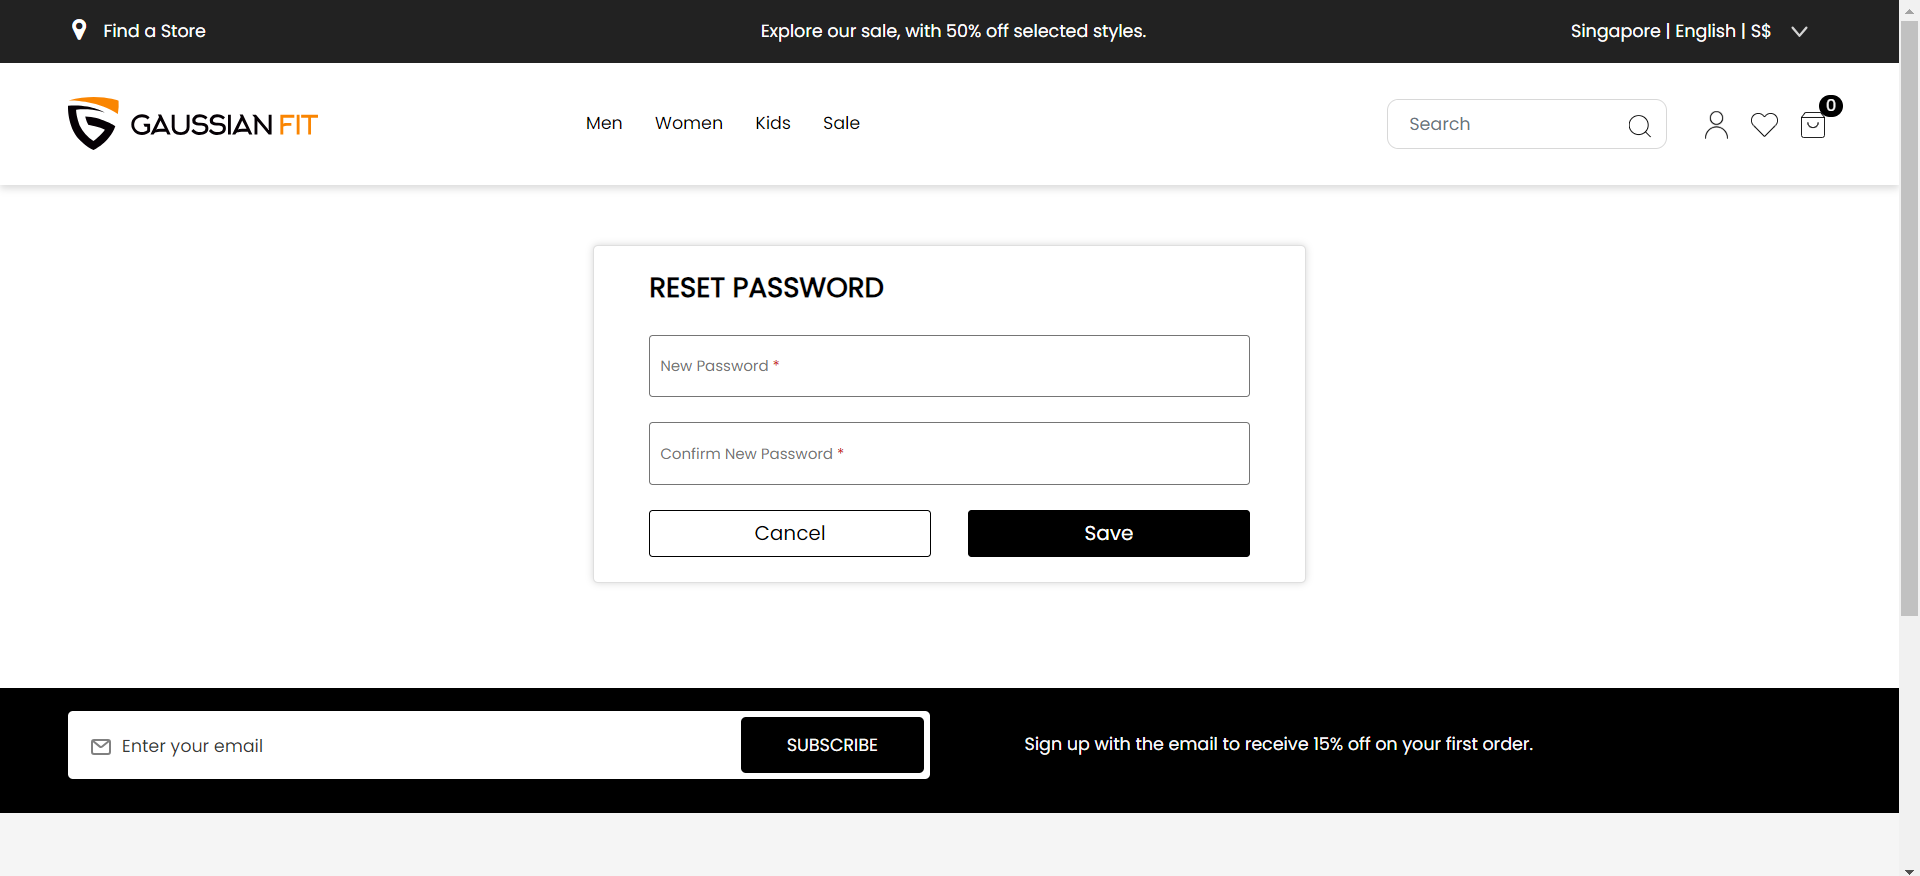 Find a Store
Explore our sale, with 50% off selected styles.
Singapore | English | S$
GAUSSIAN FIT
Men
Women
Kids
Sale
Search
0
RESET PASSWORD
New Password *
Confirm New Password *
Cancel
Save
Enter your email
SUBSCRIBE
Sign up with the email to receive 15% off on your first order.